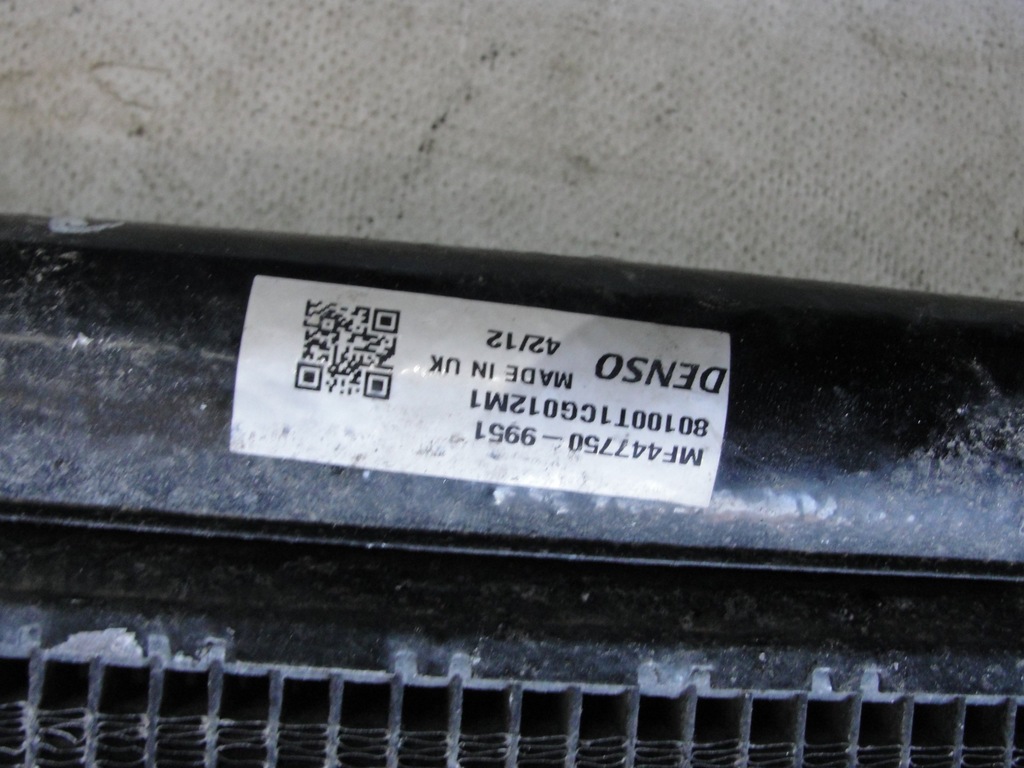 MF447750-9951
80100T1CG012M1
DENSO MADE IN UK
42/12